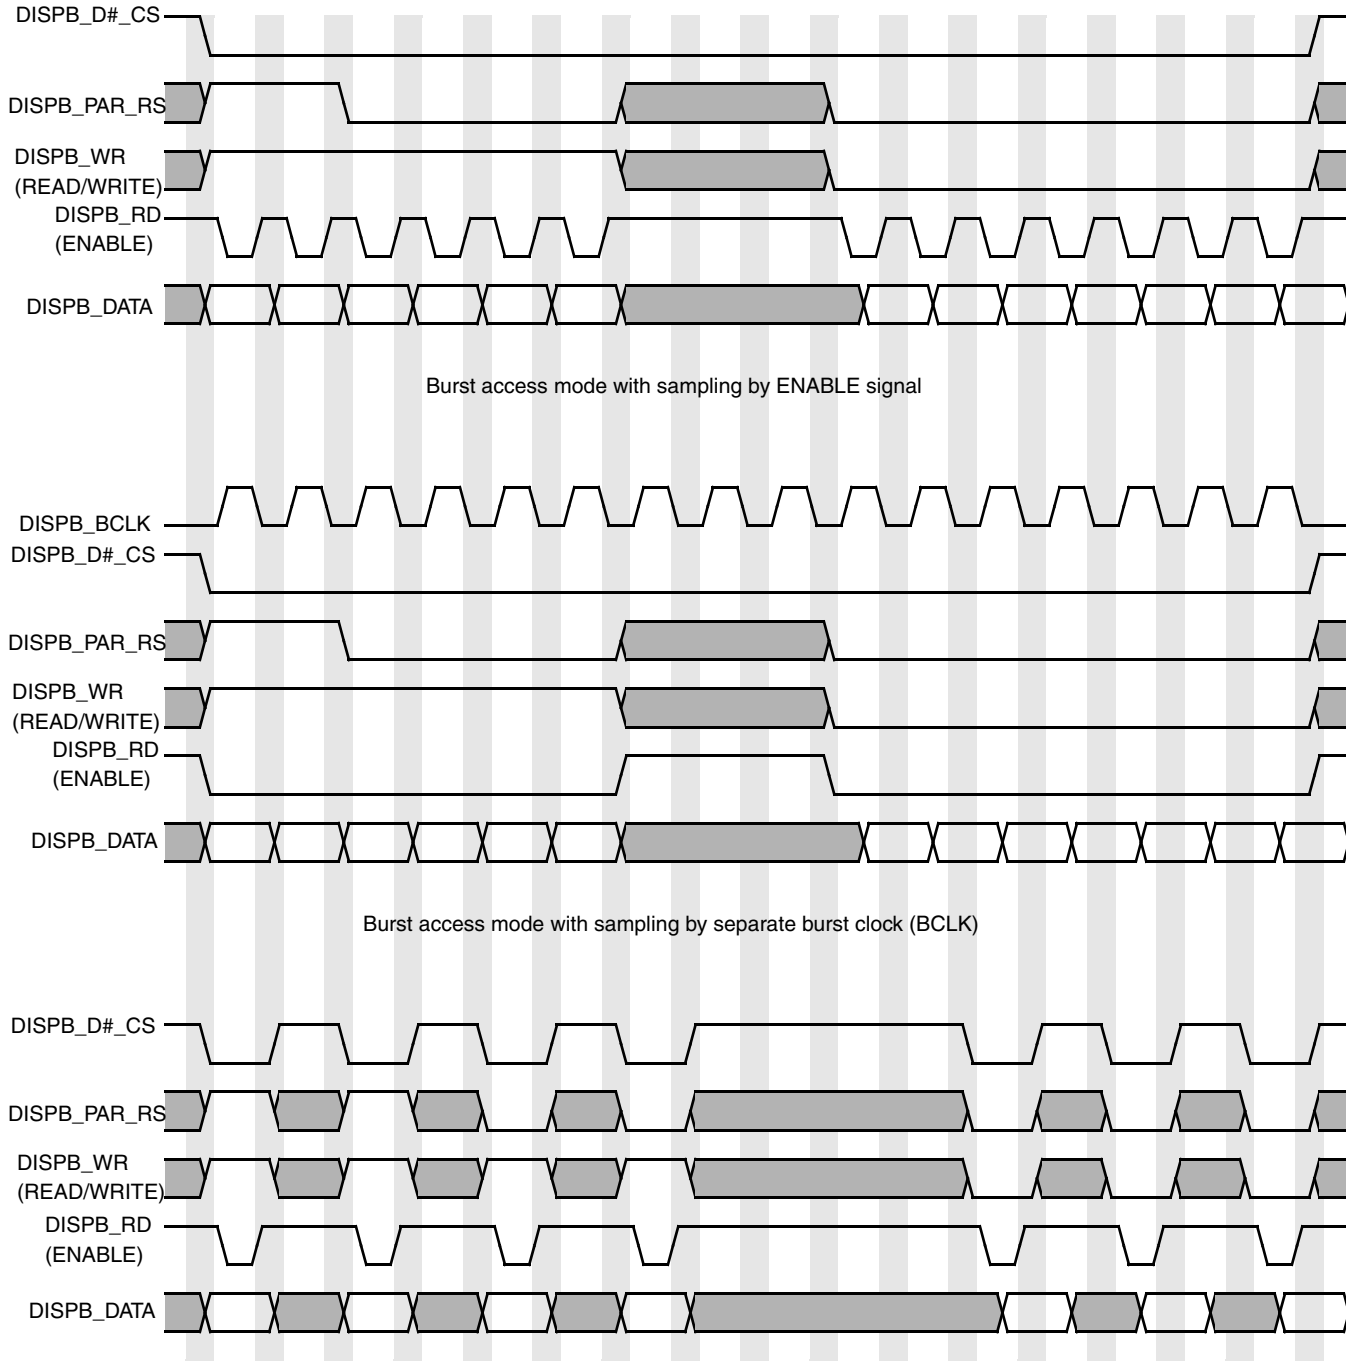 DISPB_D#_CS
DISPB_PAR_RS
DISPB_WR
(READ/WRITE)
DISPB_RD
(ENABLE)
DISPB_DATA
Burst access mode with sampling by ENABLE signal
DISPB_BCLK
DISPB_D#_CS
DISPB_PAR_RS
DISPB_WR
(READ/WRITE)
DISPB_RD
(ENABLE)
DISPB_DATA
Burst access mode with sampling by separate burst clock (BCLK)
DISPB_D#_CS
DISPB_PAR_RS
DISPB_WR
(READ/WRITE)
DISPB_RD
(ENABLE)
DISPB_DATA